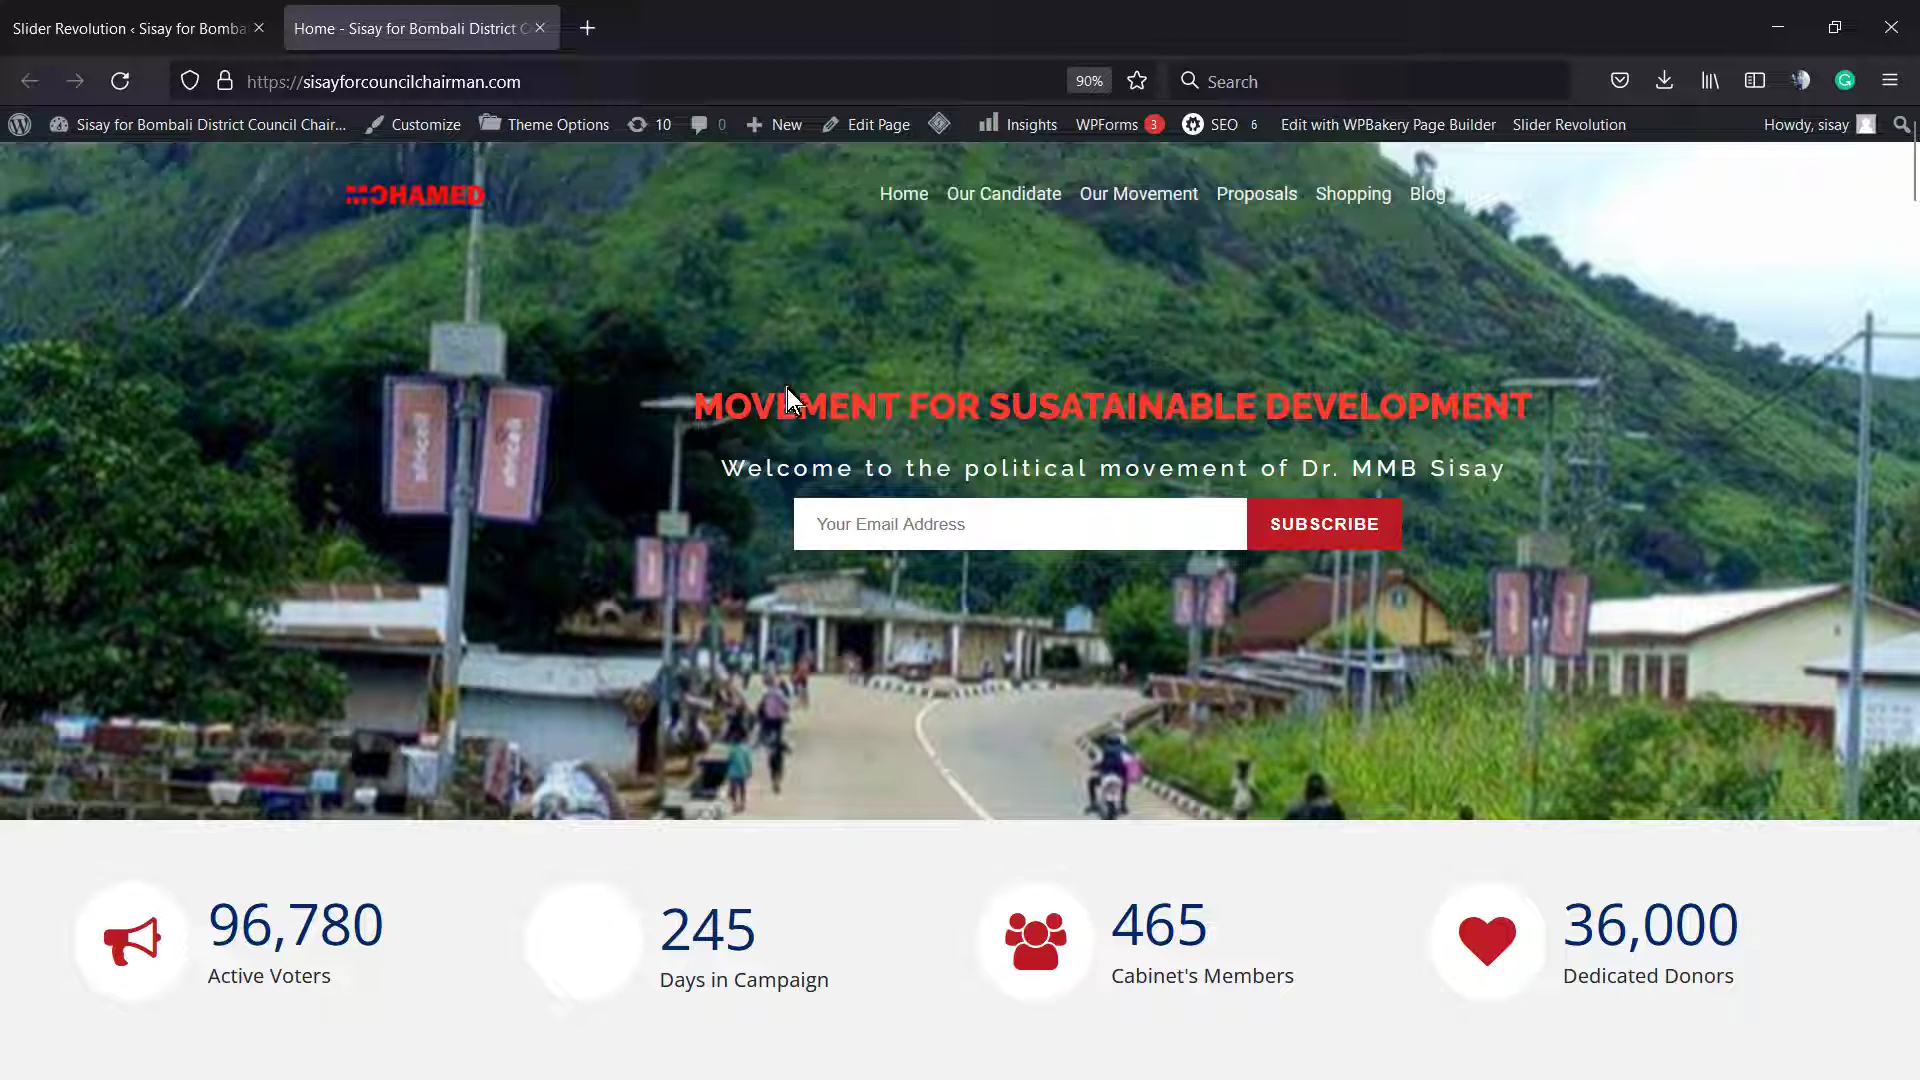 Slider Revolution ‹ Sisay for Bomba
Home - Sisay for Bombali District C
https://sisayforcouncilchairman.com
90%
Search
Sisay for Bombali District Council Chair...
Customize
Theme Options
10
0
New
Edit Page
Insights
WPForms 3
SEO 6
Edit with WPBakery Page Builder
Slider Revolution
Howdy, sisay
MOHAMED
Home
Our Candidate
Our Movement
Proposals
Shopping
Blog
africell
africell
MOVEMENT FOR SUSATAINABLE DEVELOPMENT
Welcome to the political movement of Dr. MMB Sisay
Your Email Address
SUBSCRIBE
96,780
Active Voters
245
Days in Campaign
465
Cabinet's Members
36,000
Dedicated Donors